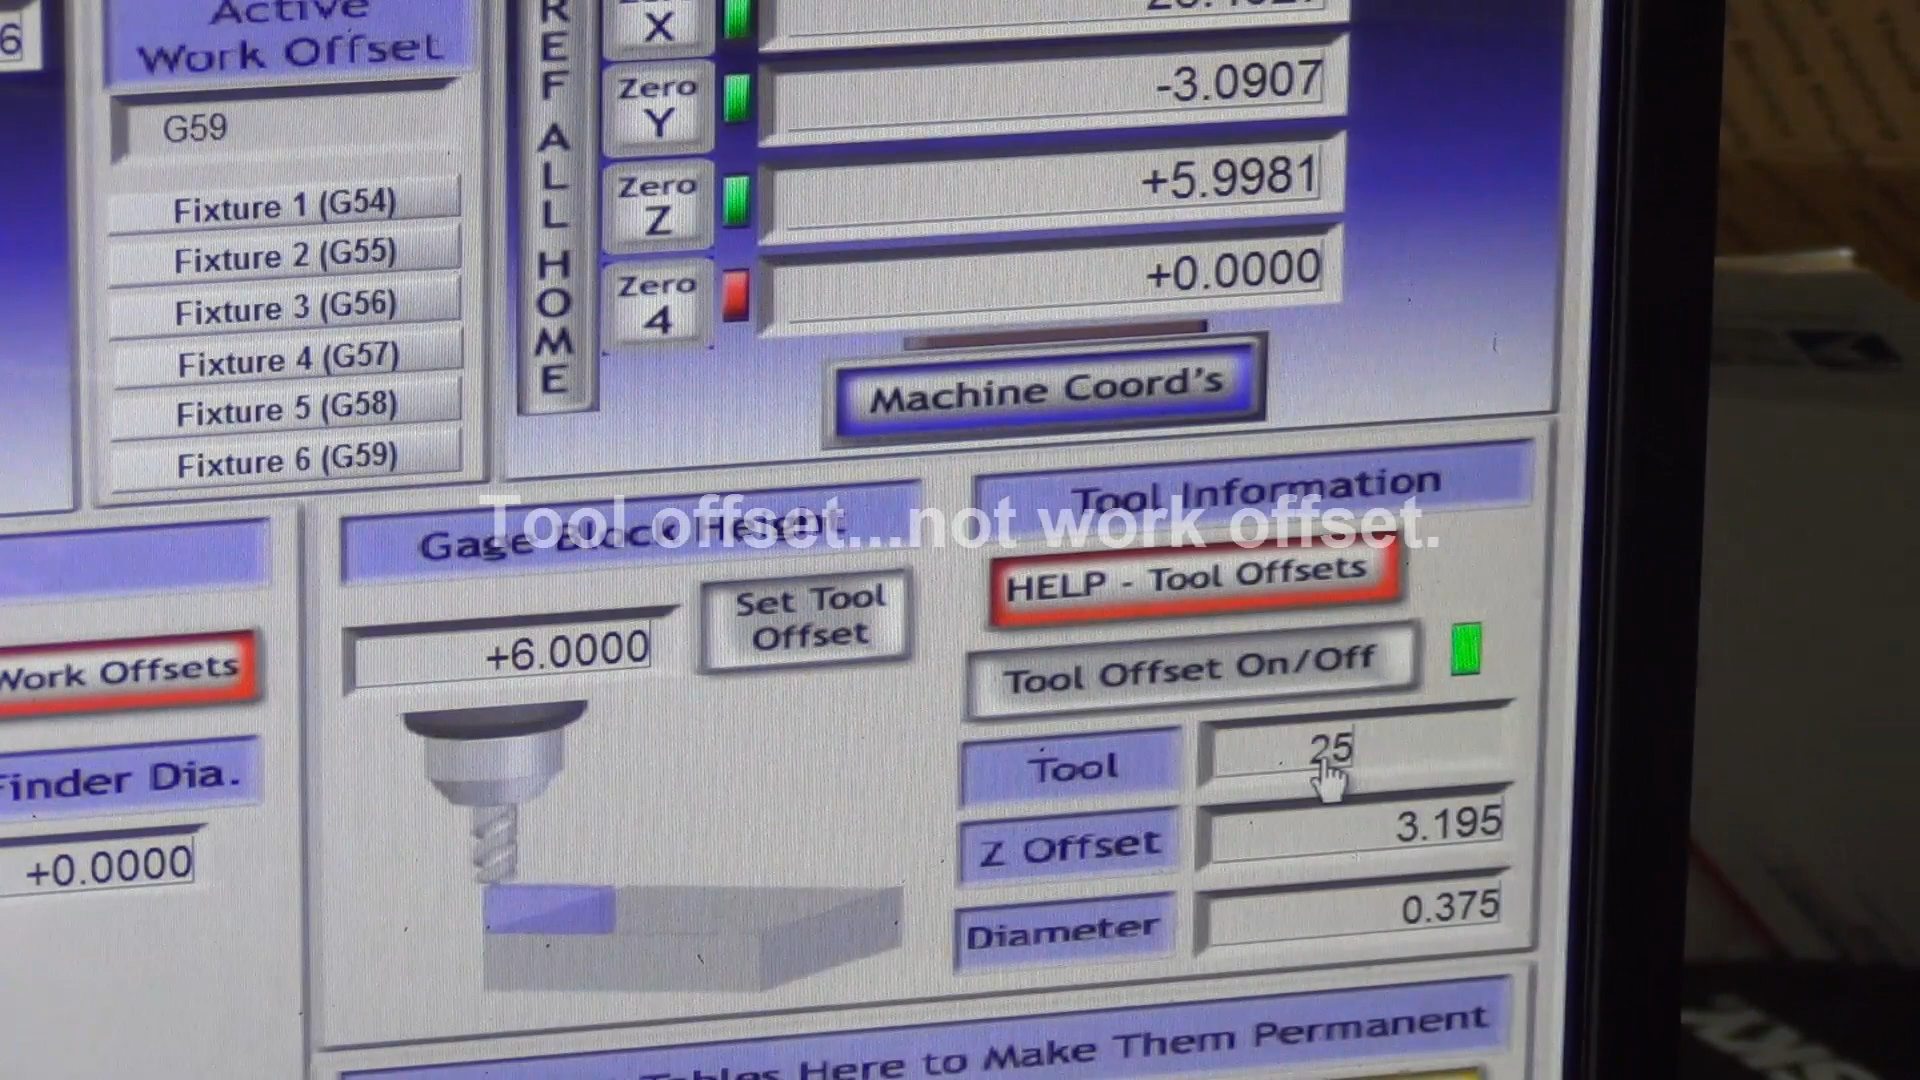 6
Active
Work Offset
G59
Fixture 1 (G54)
Fixture 2 (G55)
Fixture 3 (G56)
Fixture 4 (G57)
Fixture 5 (G58)
Fixture 6 (G59)
REF ALL HOME
X
Zero
Y
-3.0907
Zero
Z
+5.9981
Zero
4
+0.0000
Machine Coord's
Tool offset...not work offset.
Work Offsets
Finder Dia.
+0.0000
Gage Block Height
+6.0000
Set Tool
Offset
Tool Information
HELP - Tool Offsets
Tool Offset On/Off
Tool
25
Z Offset
3.195
Diameter
0.375
Tables Here to Make Them Permanent